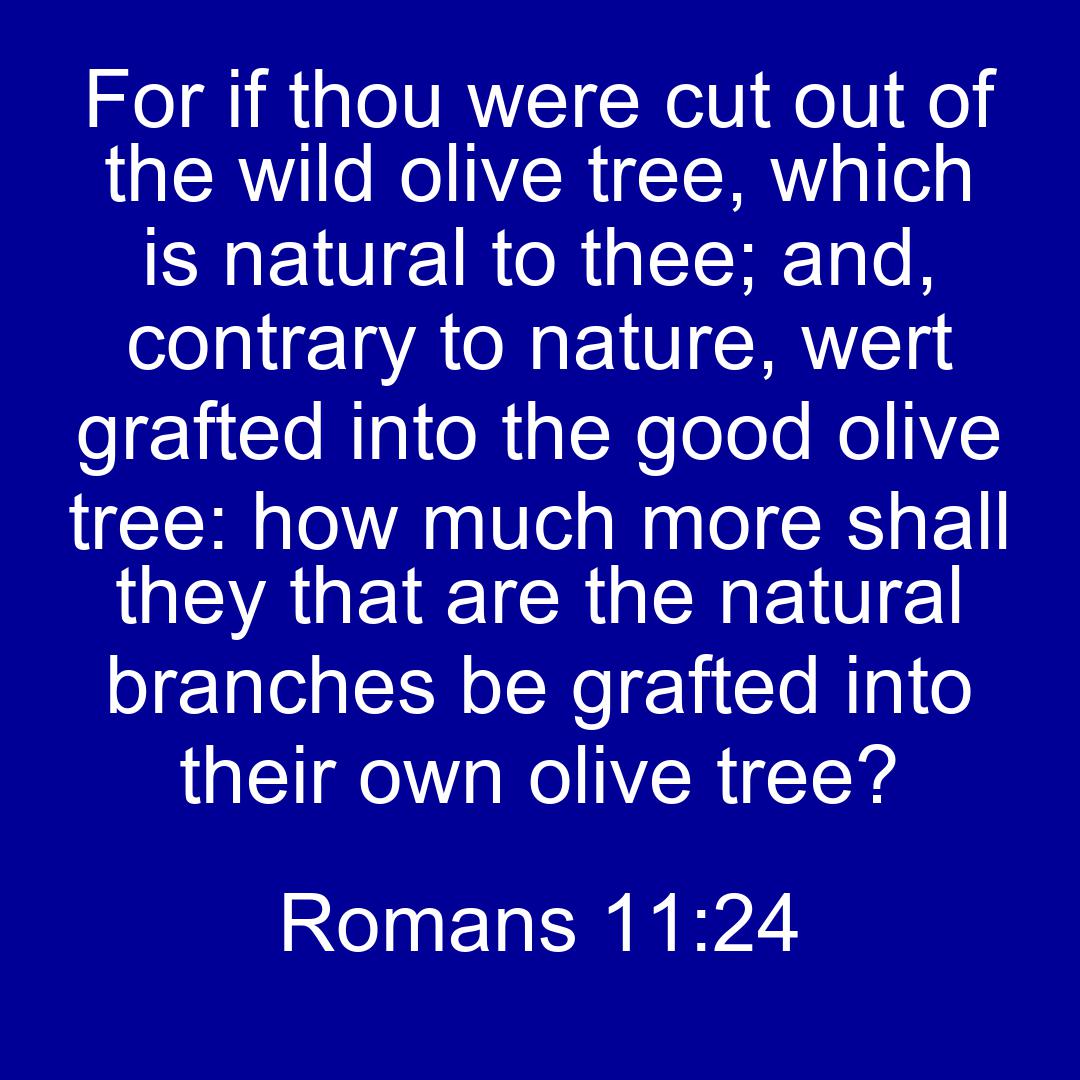 For if thou were cut out of
the wild olive tree, which
is natural to thee; and,
contrary to nature, wert
grafted into the good olive
tree: how much more shall
they that are the natural
branches be grafted into
their own olive tree?
Romans 11:24